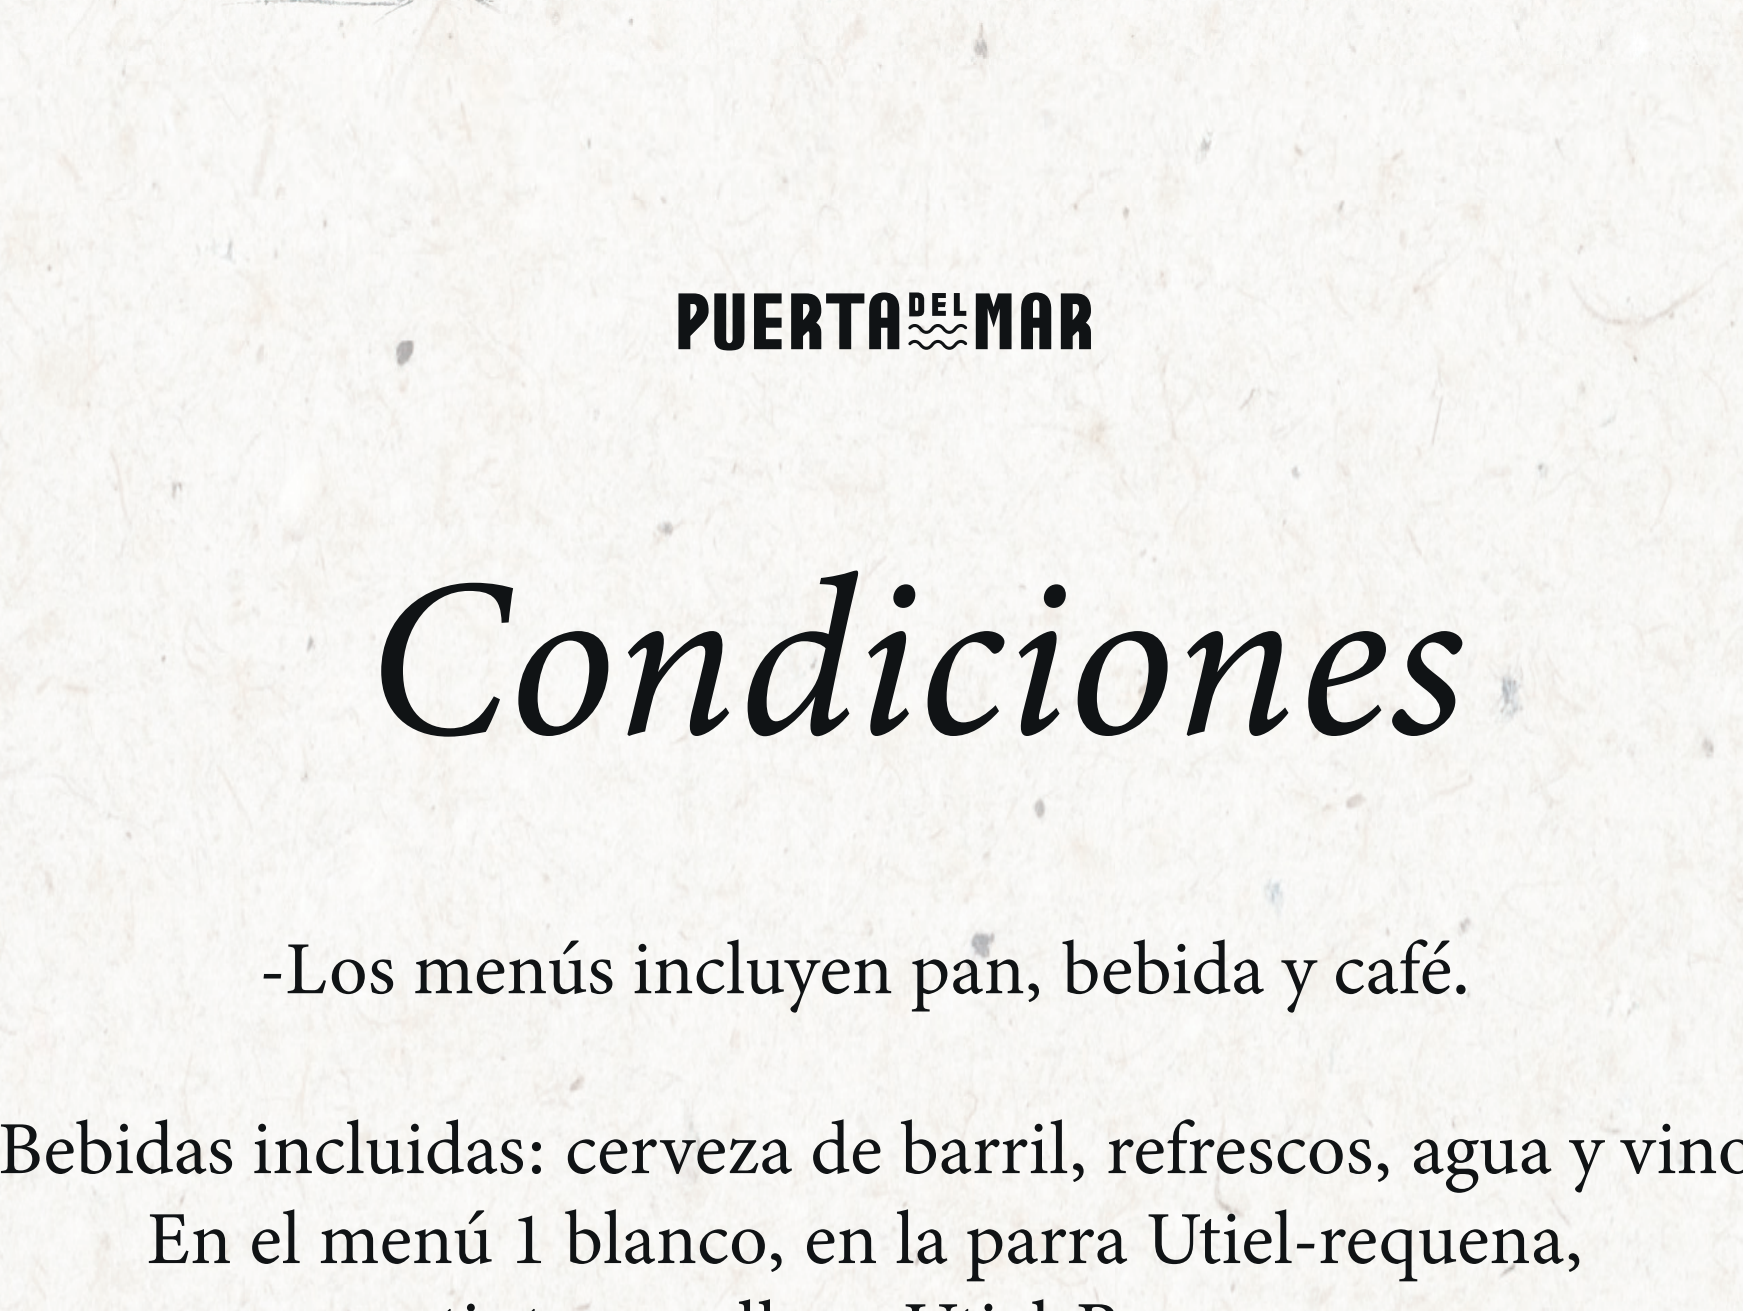 PUERTA DEL MAR
Condiciones
-Los menús incluyen pan, bebida y café.
Bebidas incluidas: cerveza de barril, refrescos, agua y vino
En el menú 1 blanco, en la parra Utiel-requena,